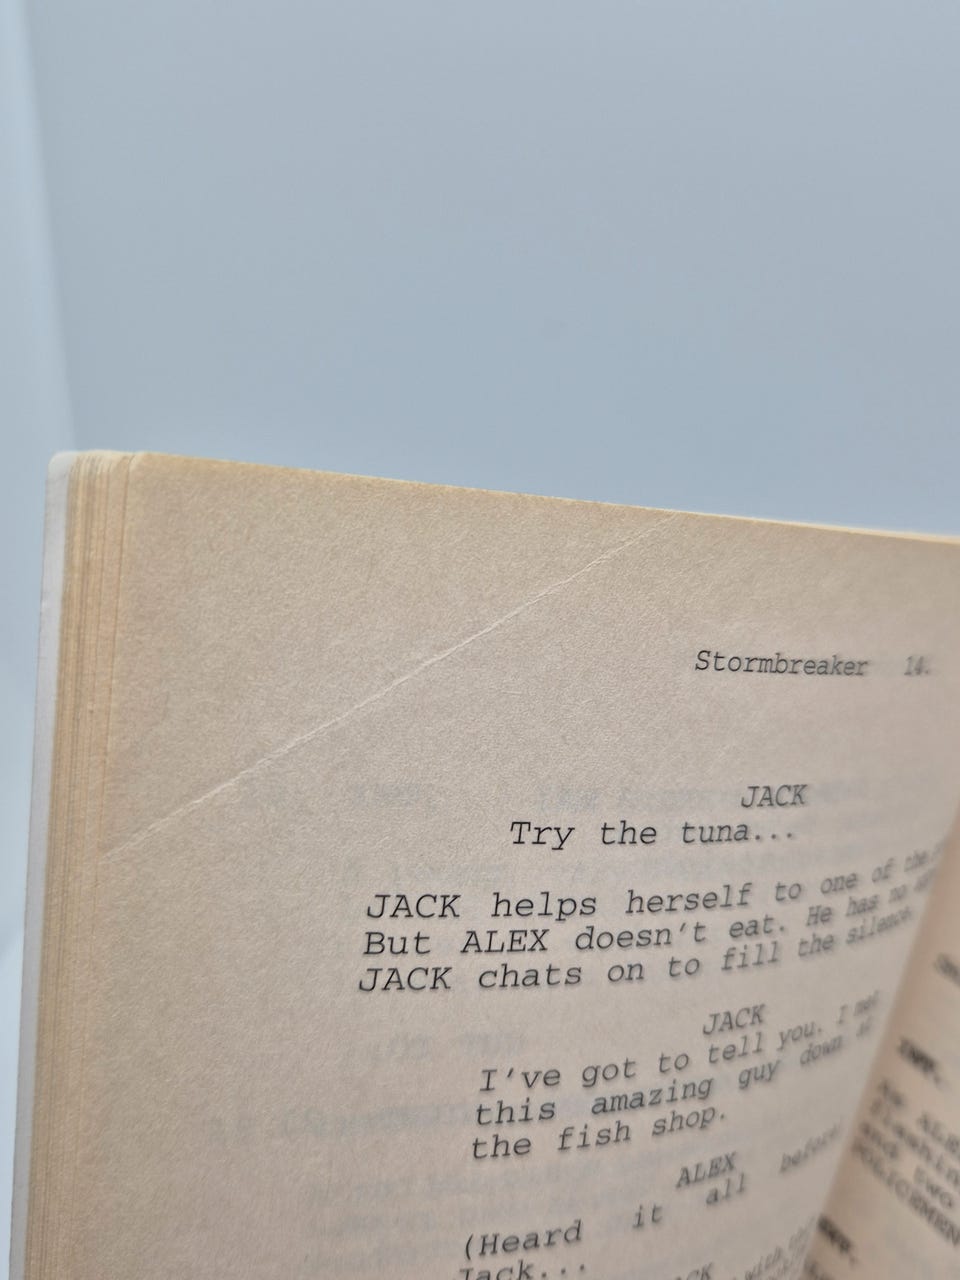 Stormbreaker 14.
JACK
Try the tuna...
JACK helps herself to one of the
But ALEX doesn't eat. He has no
JACK chats on to fill the silence.
JACK
I've got to tell you. I met
this amazing guy down at
the fish shop.
ALEX
(Heard it all before)
Jack...
JACK
INT.